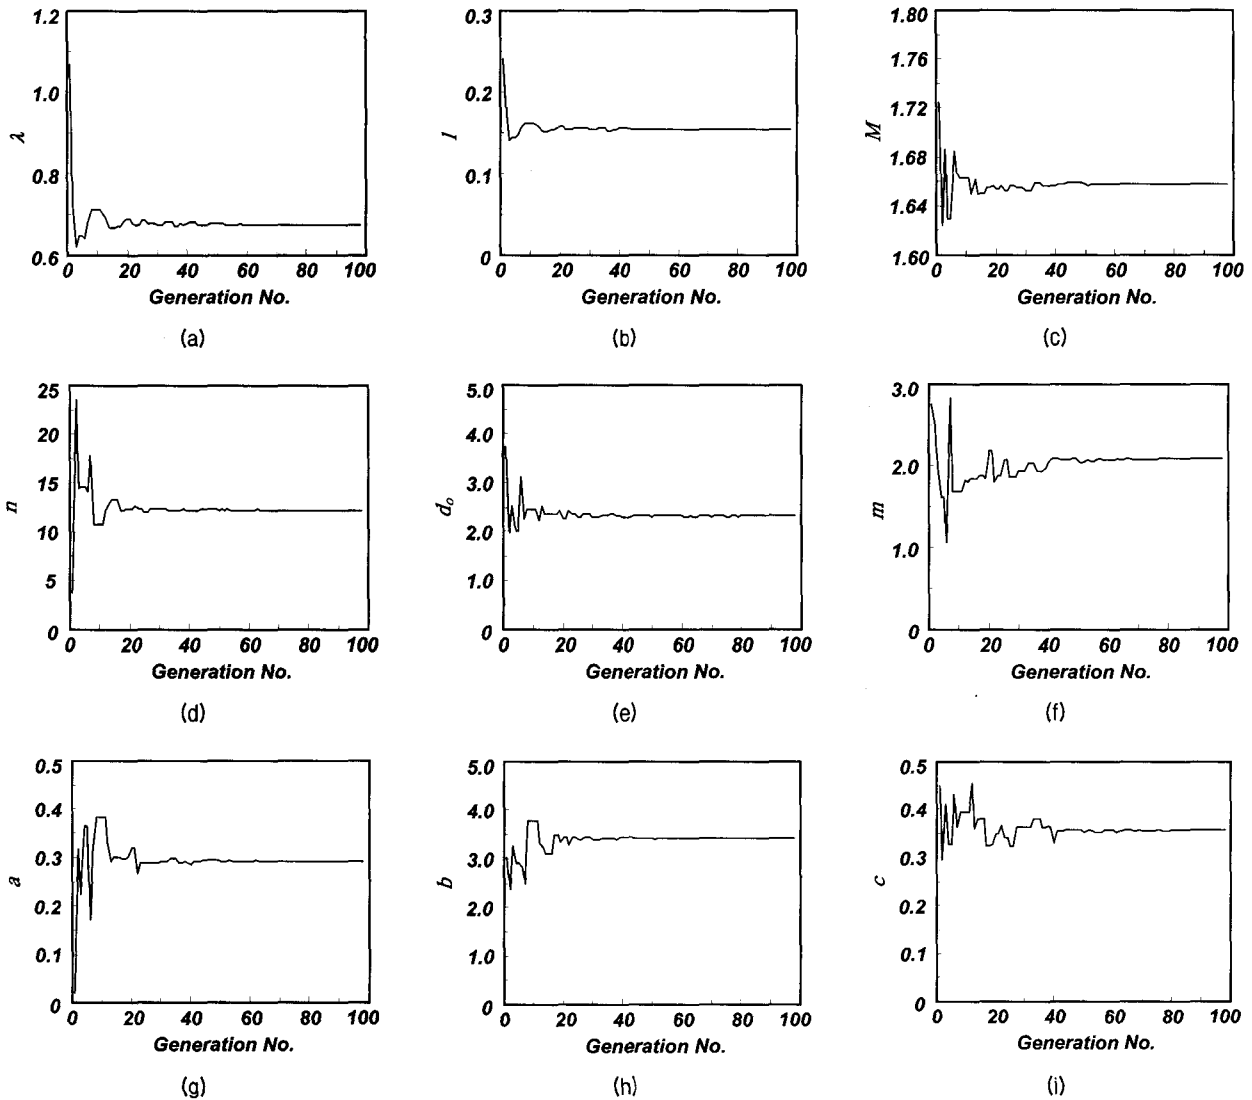 1.2
1.0
0.8
0.6
λ
0 20 40 60 80 100
Generation No.
(a)
0.3
0.2
0.1
0
l
0 20 40 60 80 100
Generation No.
(b)
1.80
1.76
1.72
1.68
1.64
1.60
M
0 20 40 60 80 100
Generation No.
(c)
25
20
15
10
5
0
n
0 20 40 60 80 100
Generation No.
(d)
5.0
4.0
3.0
2.0
1.0
0
dₒ
0 20 40 60 80 100
Generation No.
(e)
3.0
2.0
1.0
0
m
0 20 40 60 80 100
Generation No.
(f)
0.5
0.4
0.3
0.2
0.1
0
a
0 20 40 60 80 100
Generation No.
(g)
5.0
4.0
3.0
2.0
1.0
0
b
0 20 40 60 80 100
Generation No.
(h)
0.5
0.4
0.3
0.2
0.1
0
c
0 20 40 60 80 100
Generation No.
(i)